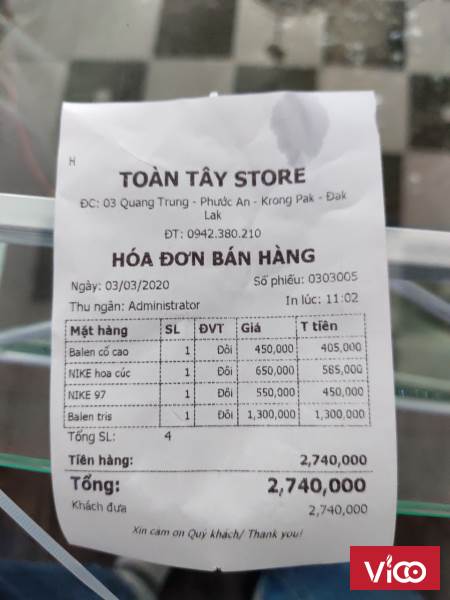 H
TOÀN TÂY STORE
ĐC: 03 Quang Trung - Phước An - Krong Pak - Đak
Lak
ĐT: 0942.380.210
HÓA ĐƠN BÁN HÀNG
Ngày: 03/03/2020 Số phiếu: 0303005
Thu ngân: Administrator In lúc: 11:02
Mặt hàng SL ĐVT Giá T tiền
Balen cổ cao 1 Đôi 450,000 405,000
NIKE hoa cúc 1 Đôi 650,000 585,000
NIKE 97 1 Đôi 550,000 450,000
Balen tris 1 Đôi 1,300,000 1,300,000
Tổng SL: 4
Tiền hàng: 2,740,000
Tổng: 2,740,000
Khách đưa 2,740,000
Xin cảm ơn Quý khách/ Thank you!
VICO